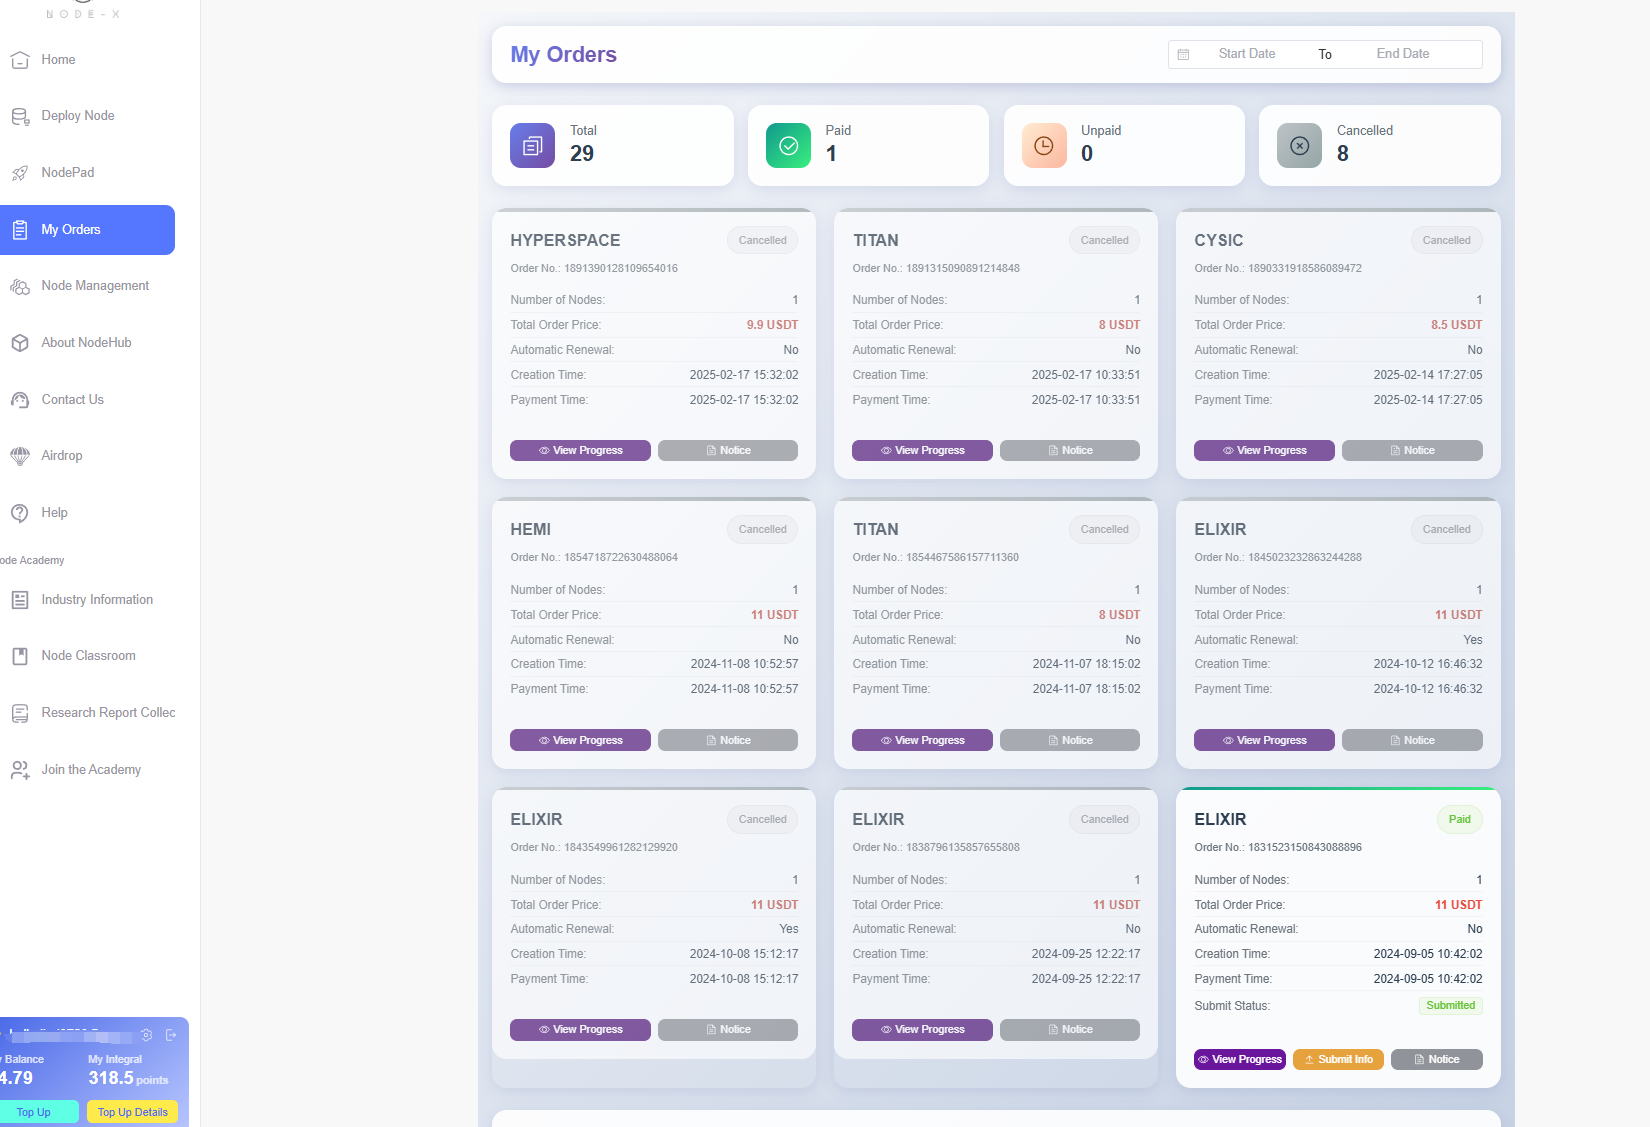 NODE-X
Home
Deploy Node
NodePad
My Orders
Node Management
About NodeHub
Contact Us
Airdrop
Help
ode Academy
Industry Information
Node Classroom
Research Report Collec
Join the Academy
Balance
My Integral
4.79
318.5 points
Top Up
Top Up Details
My Orders
Start Date To End Date
Total
29
Paid
1
Unpaid
0
Cancelled
8
HYPERSPACE Cancelled
Order No.: 1891390128109654016
Number of Nodes: 1
Total Order Price: 9.9 USDT
Automatic Renewal: No
Creation Time: 2025-02-17 15:32:02
Payment Time: 2025-02-17 15:32:02
View Progress Notice
TITAN Cancelled
Order No.: 1891315090891214848
Number of Nodes: 1
Total Order Price: 8 USDT
Automatic Renewal: No
Creation Time: 2025-02-17 10:33:51
Payment Time: 2025-02-17 10:33:51
View Progress Notice
CYSIC Cancelled
Order No.: 1890331918586089472
Number of Nodes: 1
Total Order Price: 8.5 USDT
Automatic Renewal: No
Creation Time: 2025-02-14 17:27:05
Payment Time: 2025-02-14 17:27:05
View Progress Notice
HEMI Cancelled
Order No.: 1854718722630488064
Number of Nodes: 1
Total Order Price: 11 USDT
Automatic Renewal: No
Creation Time: 2024-11-08 10:52:57
Payment Time: 2024-11-08 10:52:57
View Progress Notice
TITAN Cancelled
Order No.: 1854467586157711360
Number of Nodes: 1
Total Order Price: 8 USDT
Automatic Renewal: No
Creation Time: 2024-11-07 18:15:02
Payment Time: 2024-11-07 18:15:02
View Progress Notice
ELIXIR Cancelled
Order No.: 1845023232863244288
Number of Nodes: 1
Total Order Price: 11 USDT
Automatic Renewal: Yes
Creation Time: 2024-10-12 16:46:32
Payment Time: 2024-10-12 16:46:32
View Progress Notice
ELIXIR Cancelled
Order No.: 1843549961282129920
Number of Nodes: 1
Total Order Price: 11 USDT
Automatic Renewal: Yes
Creation Time: 2024-10-08 15:12:17
Payment Time: 2024-10-08 15:12:17
View Progress Notice
ELIXIR Cancelled
Order No.: 1838796135857655808
Number of Nodes: 1
Total Order Price: 11 USDT
Automatic Renewal: No
Creation Time: 2024-09-25 12:22:17
Payment Time: 2024-09-25 12:22:17
View Progress Notice
ELIXIR Paid
Order No.: 1831523150843088896
Number of Nodes: 1
Total Order Price: 11 USDT
Automatic Renewal: No
Creation Time: 2024-09-05 10:42:02
Payment Time: 2024-09-05 10:42:02
Submit Status: Submitted
View Progress Submit Info Notice